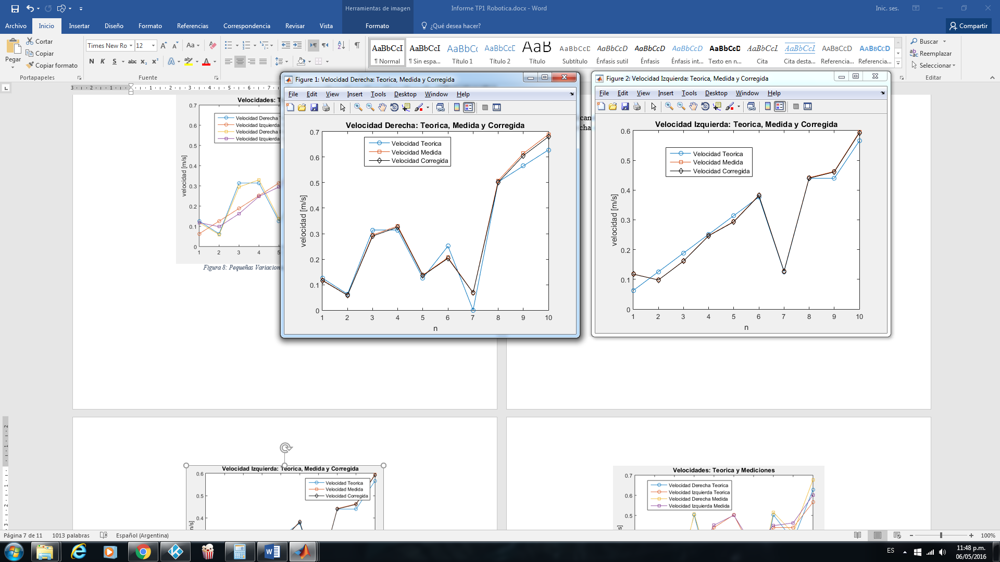 Herramientas de imagen
Informe TP1 Robotica.docx - Word
Inic. ses.
Archivo Inicio Insertar Diseño Formato Referencias Correspondencia Revisar Vista Formato ¿Qué desea hacer? Compartir
Pegar
Cortar
Copiar
Copiar formato
Portapapeles
Times New Ro 12
N K S abc x₂ x²
Fuente
AaBbCcI AaBbCcI AaBbC AaBbCcD AaB AaBbCcD AaBbCcD AaBbCcD AaBbCcD AaBbCcD AaBbCcD AaBbCcD AaBbCcD AaBbCcD
¶ Normal ¶ Sin espa... Título 1 Título 2 Título Subtítulo Énfasis sutil Énfasis Énfasis int... Texto en n... Cita Cita desta... Referencia... Referencia...
Buscar
Reemplazar
Seleccionar
Editar
Velocidades: T
Velocidad Derecha
Velocidad Izquierda
Velocidad Derecha
Velocidad Izquierda
0.7
0.6
0.5
0.4
0.3
0.2
0.1
0
velocidad [m/s]
1 2 3 4 5
Figura 8: Pequeñas Variacion
Figure 1: Velocidad Derecha: Teorica, Medida y Corregida
File Edit View Insert Tools Desktop Window Help
Velocidad Derecha: Teorica, Medida y Corregida
Velocidad Teorica
Velocidad Medida
Velocidad Corregida
0.7
0.6
0.5
0.4
0.3
0.2
0.1
0
velocidad [m/s]
1 2 3 4 5 6 7 8 9 10
n
can
cha
Figure 2: Velocidad Izquierda: Teorica, Medida y Corregida
File Edit View Insert Tools Desktop Window Help
Velocidad Izquierda: Teorica, Medida y Corregida
Velocidad Teorica
Velocidad Medida
Velocidad Corregida
0.6
0.5
0.4
0.3
0.2
0.1
0
velocidad [m/s]
1 2 3 4 5 6 7 8 9 10
n
Velocidad Izquierda: Teorica, Medida y Corregida
Velocidad Teorica
Velocidad Medida
Velocidad Corregida
0.6
0.5
0.4
Velocidades: Teorica y Mediciones
Velocidad Derecha Teorica
Velocidad Izquierda Teorica
Velocidad Derecha Medida
Velocidad Izquierda Medida
0.7
0.6
0.5
Página 7 de 11 1013 palabras Español (Argentina) 100%
ES
11:48 p.m.
06/05/2016